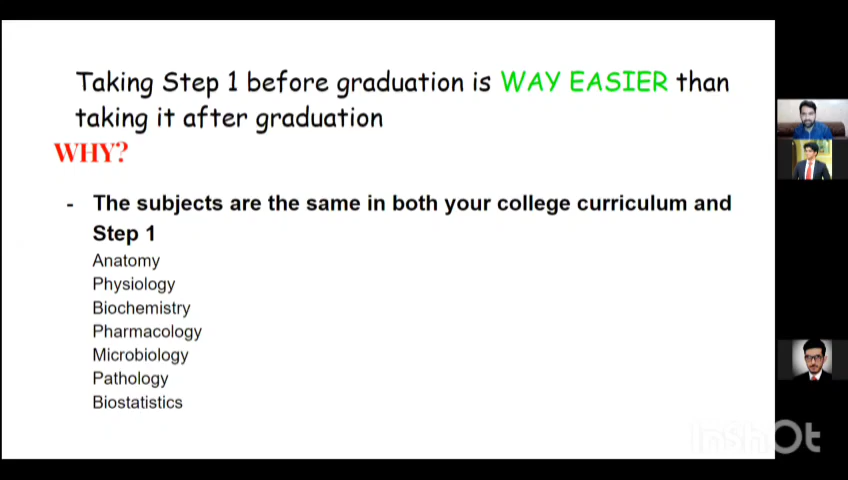 Taking Step 1 before graduation is WAY EASIER than
taking it after graduation
WHY?
- The subjects are the same in both your college curriculum and
Step 1
Anatomy
Physiology
Biochemistry
Pharmacology
Microbiology
Pathology
Biostatistics
InshOt